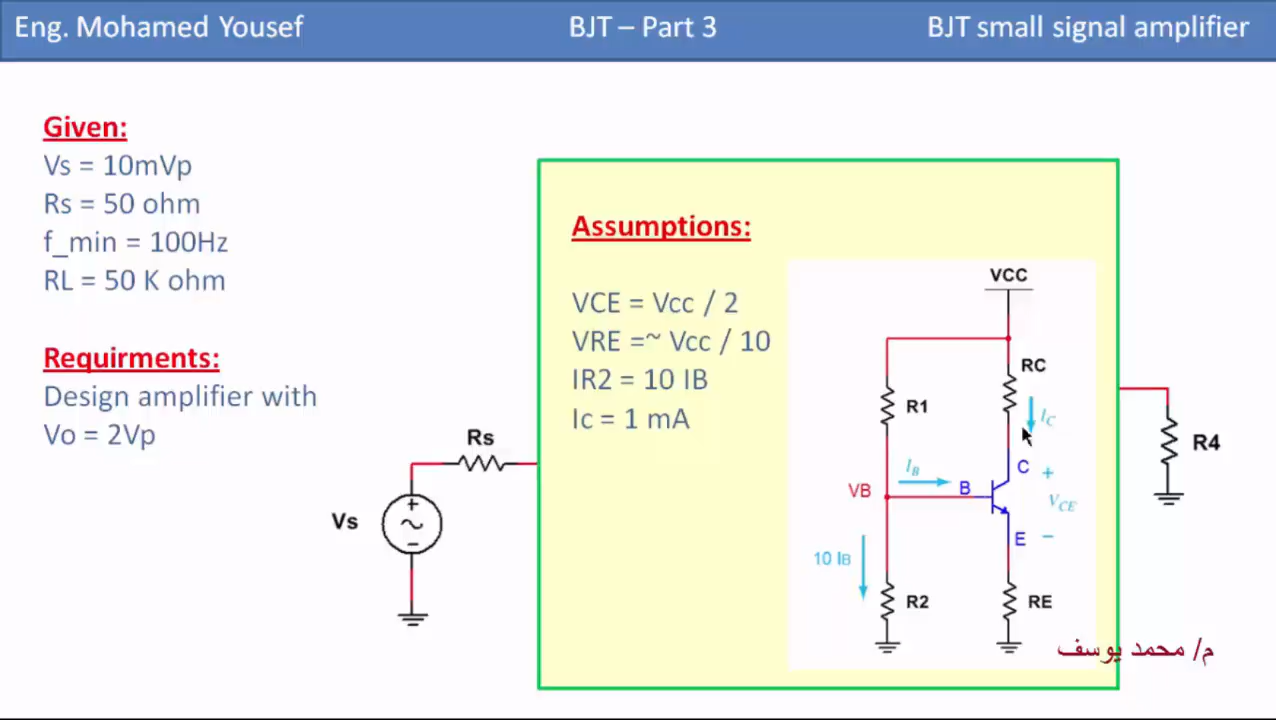 Eng. Mohamed Yousef
BJT – Part 3
BJT small signal amplifier
Given:
Vs = 10mVp
Rs = 50 ohm
f_min = 100Hz
RL = 50 K ohm
Requirments:
Design amplifier with
Vo = 2Vp
Rs
Vs
+
–
Assumptions:
VCE = Vcc / 2
VRE =~ Vcc / 10
IR2 = 10 IB
Ic = 1 mA
VCC
RC
R1
IC
IB
C
+
VB
B
VCE
E
–
10 IB
R2
RE
R4
م/ محمد يوسف